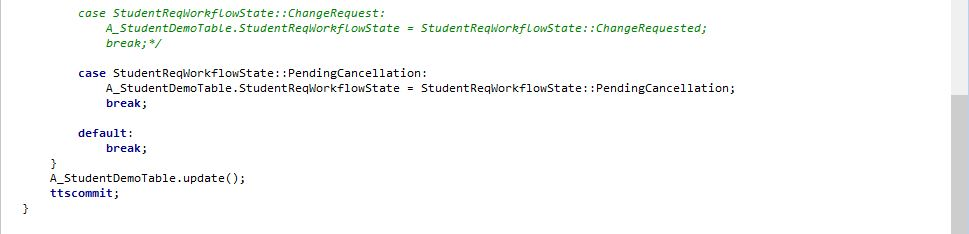 case StudentReqWorkflowState::ChangeRequest:
A_StudentDemoTable.StudentReqWorkflowState = StudentReqWorkflowState::ChangeRequested;
break;*/
case StudentReqWorkflowState::PendingCancellation:
A_StudentDemoTable.StudentReqWorkflowState = StudentReqWorkflowState::PendingCancellation;
break;
default:
break;
}
A_StudentDemoTable.update();
ttscommit;
}